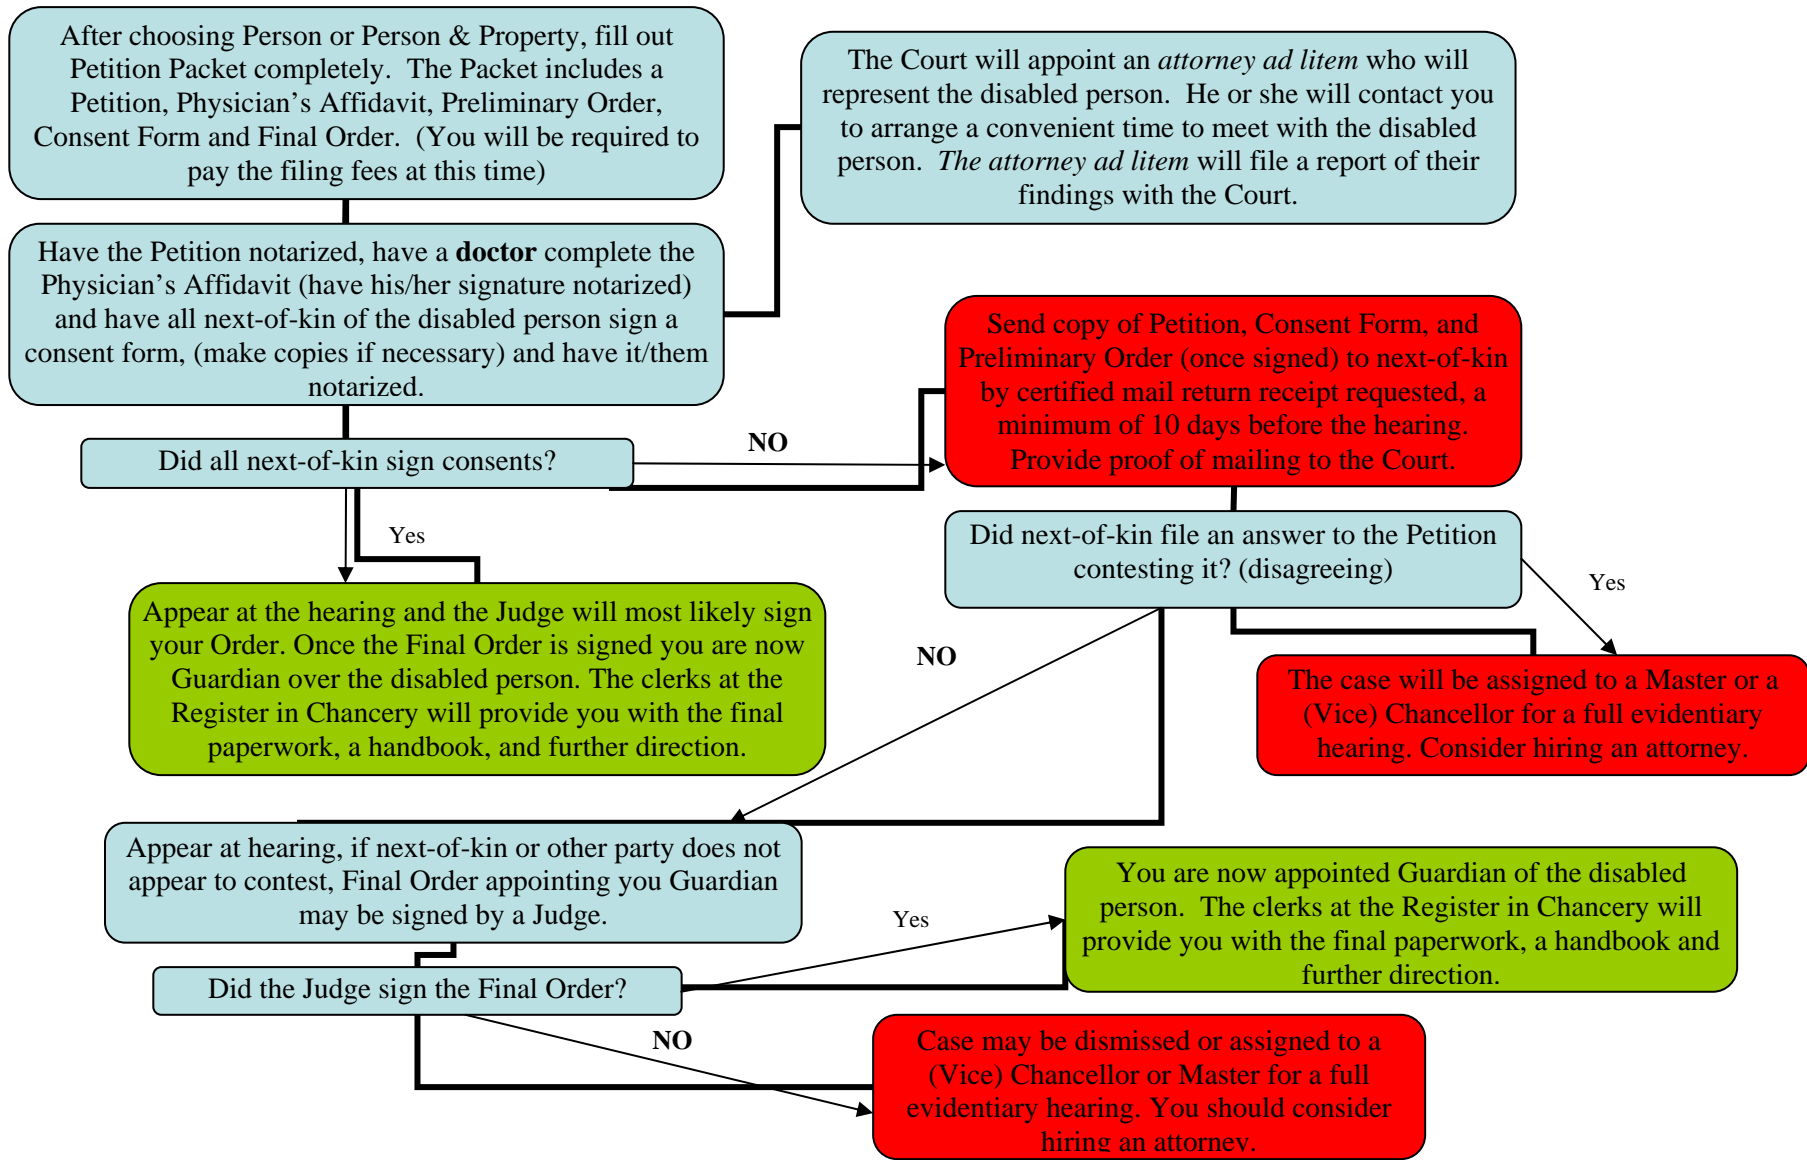 After choosing Person or Person & Property, fill out
Petition Packet completely.  The Packet includes a
Petition, Physician’s Affidavit, Preliminary Order,
Consent Form and Final Order.  (You will be required to
pay the filing fees at this time)
The Court will appoint an attorney ad litem who will
represent the disabled person.  He or she will contact you
to arrange a convenient time to meet with the disabled
person.  The attorney ad litem will file a report of their
findings with the Court.
Have the Petition notarized, have a doctor complete the
Physician’s Affidavit (have his/her signature notarized)
and have all next-of-kin of the disabled person sign a
consent form, (make copies if necessary) and have it/them
notarized.
Send copy of Petition, Consent Form, and
Preliminary Order (once signed) to next-of-kin
by certified mail return receipt requested, a
minimum of 10 days before the hearing.
Provide proof of mailing to the Court.
Did all next-of-kin sign consents?
NO
Yes
Did next-of-kin file an answer to the Petition
contesting it? (disagreeing)
Yes
Appear at the hearing and the Judge will most likely sign
your Order. Once the Final Order is signed you are now
Guardian over the disabled person. The clerks at the
Register in Chancery will provide you with the final
paperwork, a handbook, and further direction.
NO
The case will be assigned to a Master or a
(Vice) Chancellor for a full evidentiary
hearing. Consider hiring an attorney.
Appear at hearing, if next-of-kin or other party does not
appear to contest, Final Order appointing you Guardian
may be signed by a Judge.
Yes
You are now appointed Guardian of the disabled
person.  The clerks at the Register in Chancery will
provide you with the final paperwork, a handbook and
further direction.
Did the Judge sign the Final Order?
NO
Case may be dismissed or assigned to a
(Vice) Chancellor or Master for a full
evidentiary hearing. You should consider
hiring an attorney.